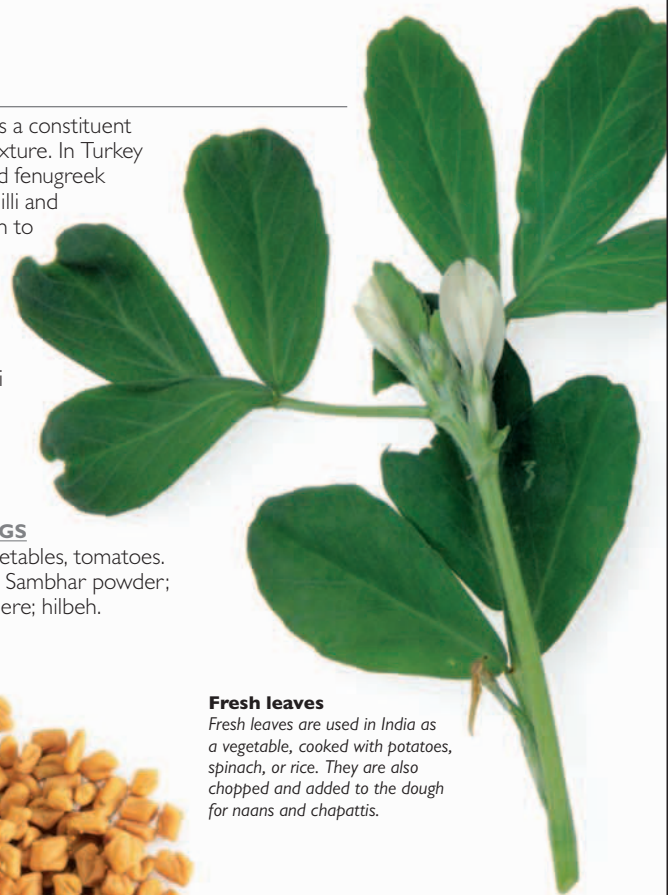 s a constituent
xture. In Turkey
d fenugreek
illi and
n to
i
GS
etables, tomatoes.
Sambhar powder;
ere; hilbeh.
Fresh leaves
Fresh leaves are used in India as
a vegetable, cooked with potatoes,
spinach, or rice. They are also
chopped and added to the dough
for naans and chapattis.